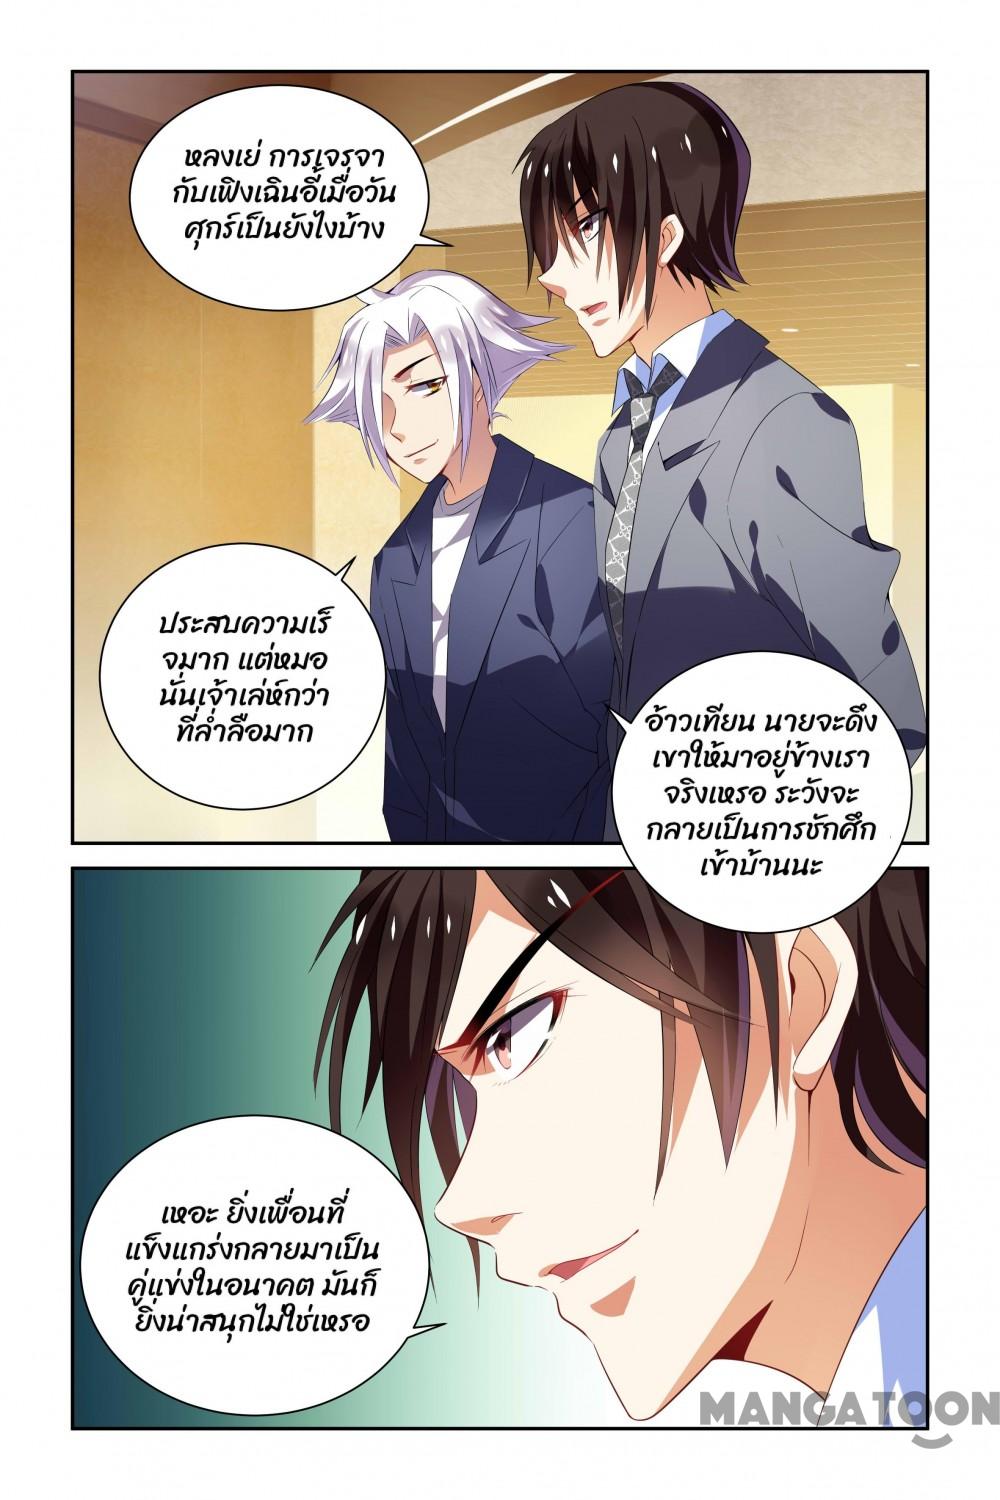 หลงเย่ การเจรจา
กับเฟิงเฉินอี้เมื่อวัน
ศุกร์เป็นยังไงบ้าง
ประสบความเร็
จมาก แต่หมอ
นั่นเจ้าเล่ห์กว่า
ที่ล่ำลือมาก
อ้าวเทียน นายจะดึง
เขาให้มาอยู่ข้างเรา
จริงเหรอ ระวังจะ
กลายเป็นการชักศึก
เข้าบ้านนะ
เหอะ ยิ่งเพื่อนที่
แข็งแกร่งกลายมาเป็น
คู่แข่งในอนาคต มันก็
ยิ่งน่าสนุกไม่ใช่เหรอ
MANGATOON